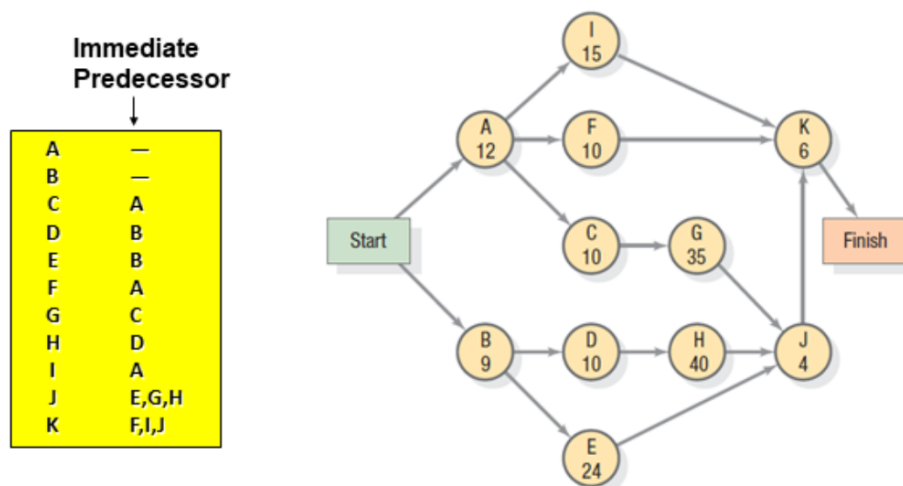 Immediate
Predecessor
A —
B —
C A
D B
E B
F A
G C
H D
I A
J E,G,H
K F,I,J
I
15
A
12
F
10
K
6
Start
C
10
G
35
Finish
B
9
D
10
H
40
J
4
E
24